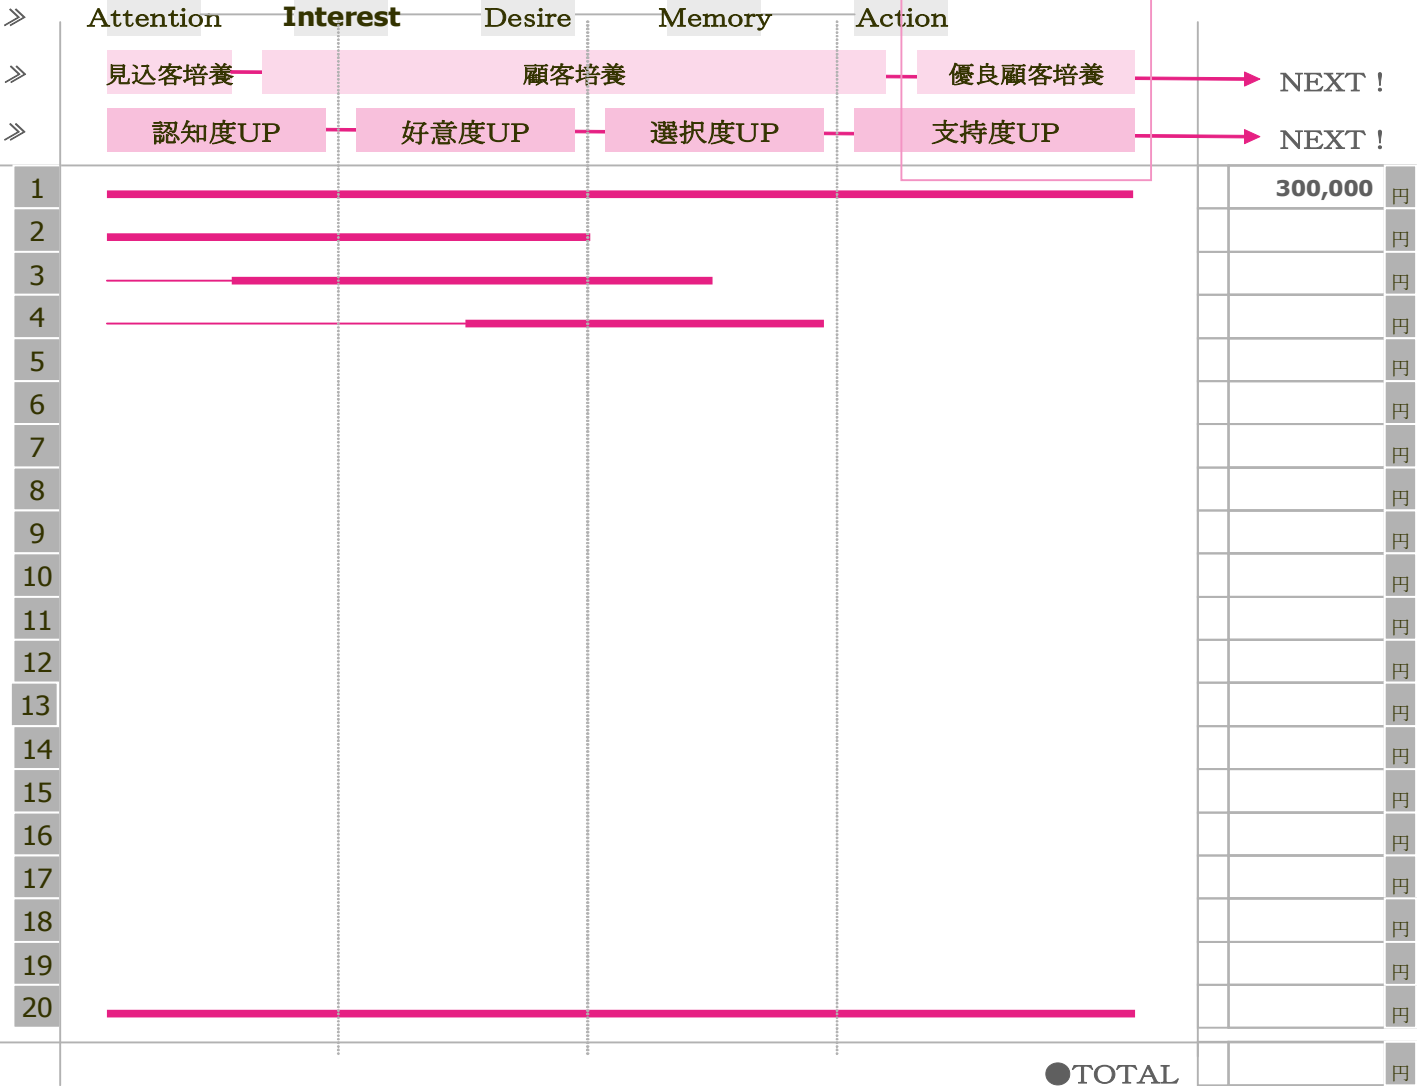 ≫ Attention Interest Desire Memory Action
≫ 見込客培養 顧客培養 優良顧客培養 NEXT！
≫ 認知度UP 好意度UP 選択度UP 支持度UP NEXT！
1 300,000 円
2 円
3 円
4 円
5 円
6 円
7 円
8 円
9 円
10 円
11 円
12 円
13 円
14 円
15 円
16 円
17 円
18 円
19 円
20 円
●TOTAL 円